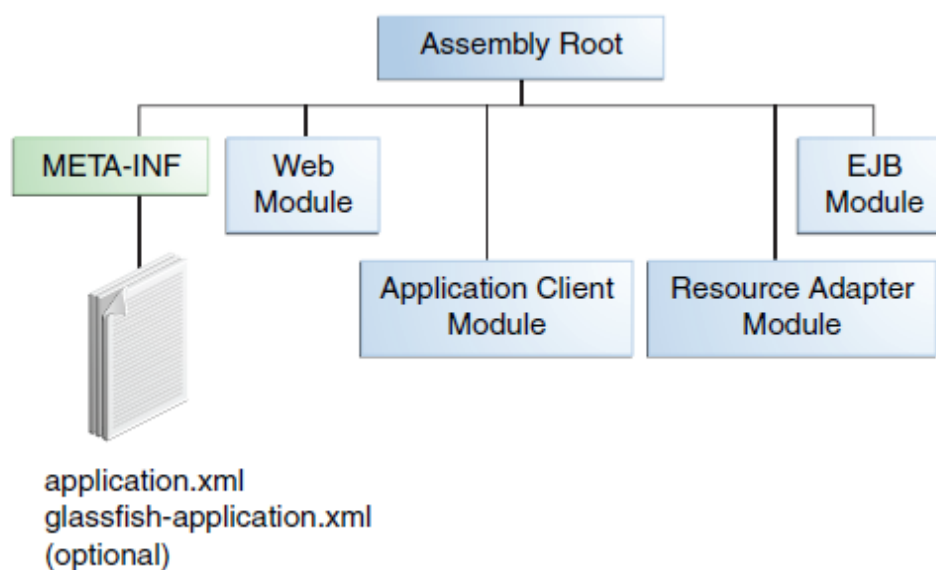 Assembly Root
META-INF
Web
Module
EJB
Module
Application Client
Module
Resource Adapter
Module
application.xml
glassfish-application.xml
(optional)